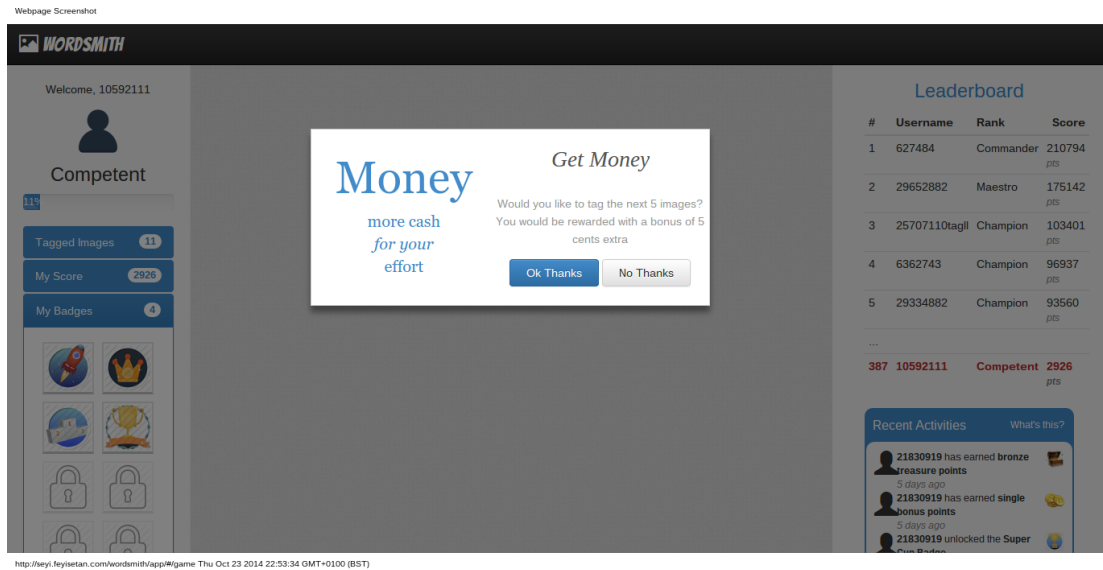 Webpage Screenshot
WORDSMITH
Welcome, 10592111
Competent
11%
Tagged Images 11
My Score 2926
My Badges 4
Money
more cash
for your
effort
Get Money
Would you like to tag the next 5 images?
You would be rewarded with a bonus of 5
cents extra
Ok Thanks No Thanks
Leaderboard
# Username Rank Score
1 627484 Commander 210794
pts
2 29652882 Maestro 175142
pts
3 25707110tagll Champion 103401
pts
4 6362743 Champion 96937
pts
5 29334882 Champion 93560
pts
...
387 10592111 Competent 2926
pts
Recent Activities What's this?
21830919 has earned bronze
treasure points
5 days ago
21830919 has earned single
bonus points
5 days ago
21830919 unlocked the Super
Cup Badge
http://seyi.feyisetan.com/wordsmith/app/#/game Thu Oct 23 2014 22:53:34 GMT+0100 (BST)